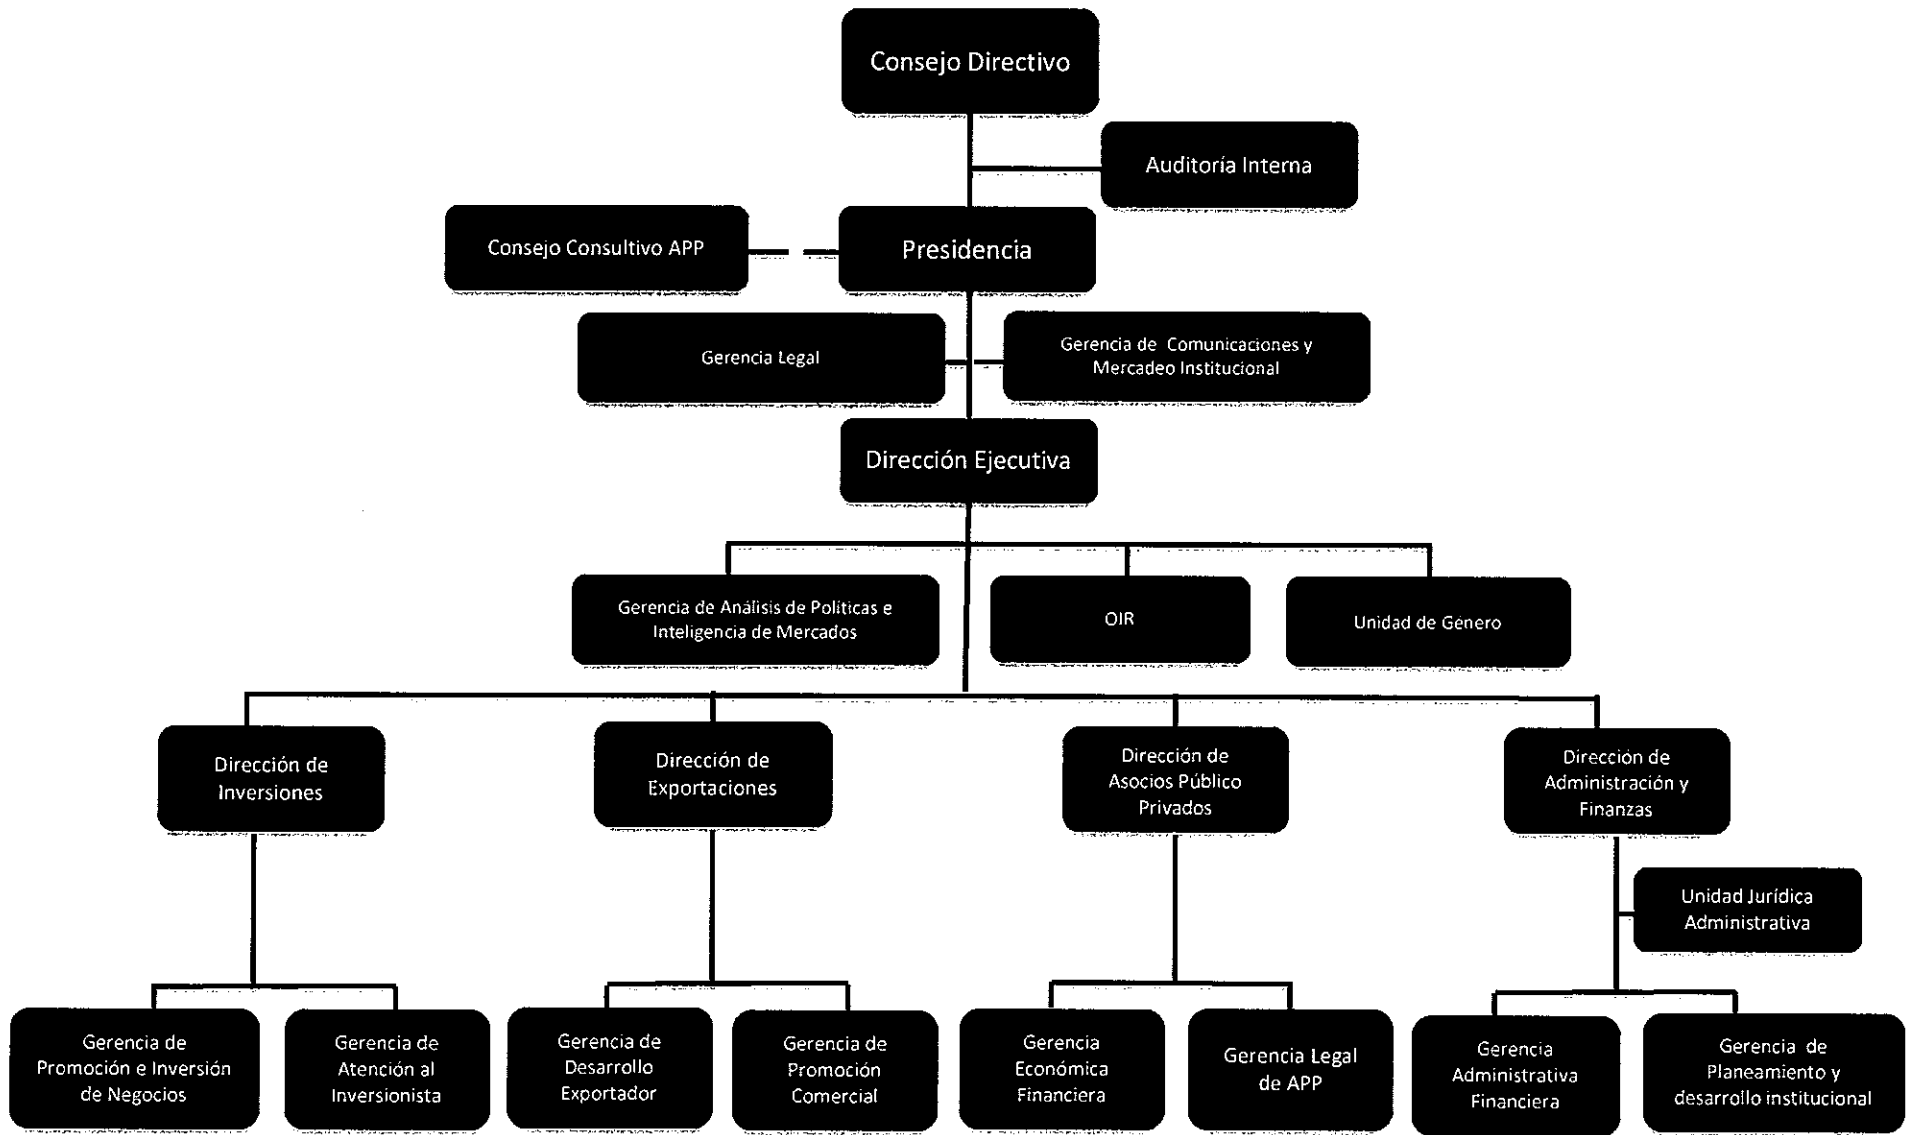 Consejo Directivo
Auditoría Interna
Consejo Consultivo APP
Presidencia
Gerencia Legal
Gerencia de Comunicaciones y
Mercadeo Institucional
Dirección Ejecutiva
Gerencia de Análisis de Políticas e
Inteligencia de Mercados
OIR
Unidad de Género
Dirección de
Inversiones
Dirección de
Exportaciones
Dirección de
Asocios Público
Privados
Dirección de
Administración y
Finanzas
Unidad Jurídica
Administrativa
Gerencia de
Promoción e Inversión
de Negocios
Gerencia de
Atención al
Inversionista
Gerencia de
Desarrollo
Exportador
Gerencia de
Promoción
Comercial
Gerencia
Económica
Financiera
Gerencia Legal
de APP
Gerencia
Administrativa
Financiera
Gerencia de
Planeamiento y
desarrollo institucional